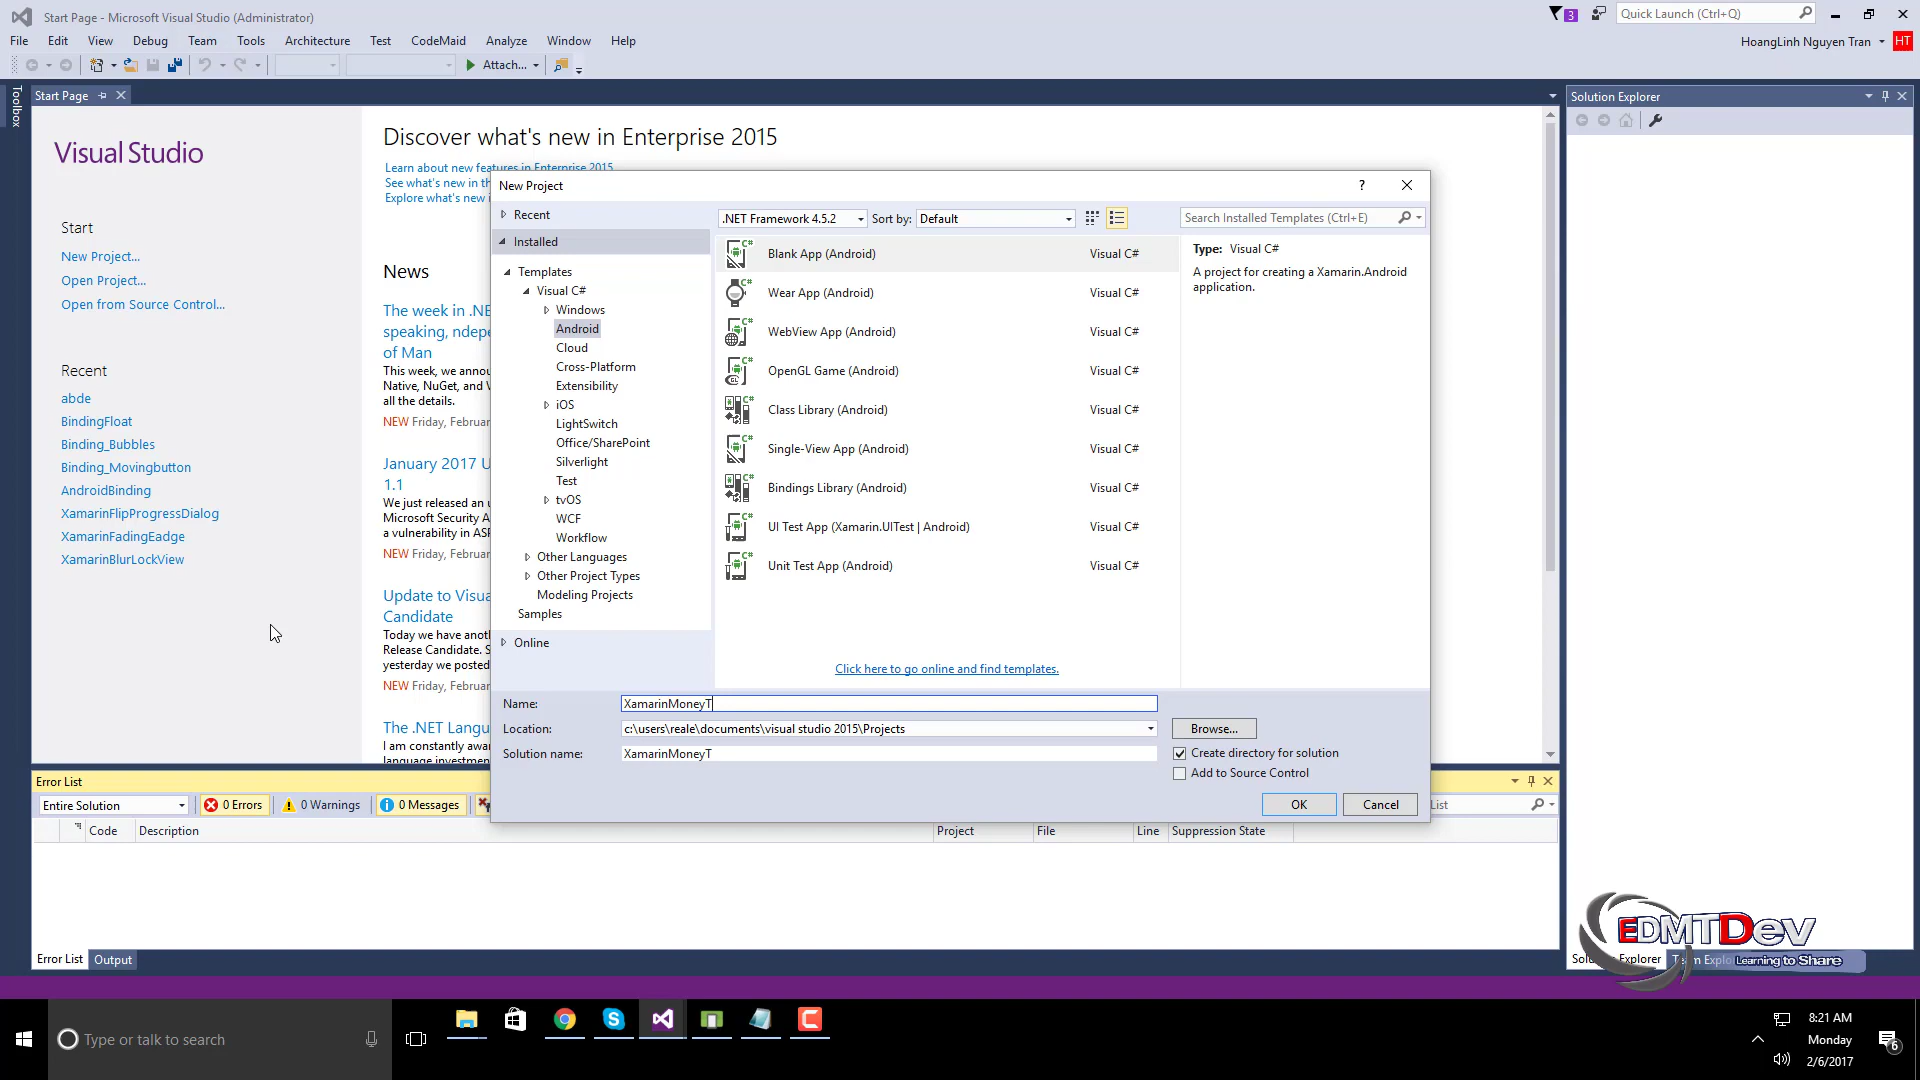 Start Page - Microsoft Visual Studio (Administrator)
3
Quick Launch (Ctrl+Q)
File Edit View Debug Team Tools Architecture Test CodeMaid Analyze Window Help
HoangLinh Nguyen Tran HT
Attach...
Toolbox
Start Page
Solution Explorer
Visual Studio
Discover what's new in Enterprise 2015
Learn about new features in Enterprise 2015
See what's new in th
Explore what's new i
Start
New Project...
Open Project...
Open from Source Control...
Recent
abde
BindingFloat
Binding_Bubbles
Binding_Movingbutton
AndroidBinding
XamarinFlipProgressDialog
XamarinFadingEadge
XamarinBlurLockView
News
The week in .NE
speaking, ndepe
of Man
This week, we annou
Native, NuGet, and V
all the details.
NEW Friday, Februar
January 2017 U
1.1
We just released an u
Microsoft Security A
a vulnerability in ASP
NEW Friday, Februar
Update to Visua
Candidate
Today we have anoth
Release Candidate. S
yesterday we posted
NEW Friday, Februar
The .NET Langu
I am constantly awa
language investmen
New Project
?
Recent
Installed
Templates
Visual C#
Windows
Android
Cloud
Cross-Platform
Extensibility
iOS
LightSwitch
Office/SharePoint
Silverlight
Test
tvOS
WCF
Workflow
Other Languages
Other Project Types
Modeling Projects
Samples
Online
.NET Framework 4.5.2 Sort by: Default
Search Installed Templates (Ctrl+E)
Blank App (Android) Visual C#
Wear App (Android) Visual C#
WebView App (Android) Visual C#
OpenGL Game (Android) Visual C#
Class Library (Android) Visual C#
Single-View App (Android) Visual C#
Bindings Library (Android) Visual C#
UI Test App (Xamarin.UITest | Android) Visual C#
Unit Test App (Android) Visual C#
Click here to go online and find templates.
Type: Visual C#
A project for creating a Xamarin.Android
application.
Name: XamarinMoneyT
Location: c:\users\reale\documents\visual studio 2015\Projects
Browse...
Solution name: XamarinMoneyT
Create directory for solution
Add to Source Control
OK Cancel
Error List
Entire Solution 0 Errors 0 Warnings 0 Messages List
Code Description Project File Line Suppression State
Error List Output
EDMTDev
Learning to Share
Solu Explorer Team Explo
Type or talk to search
8:21 AM
Monday
2/6/2017
6